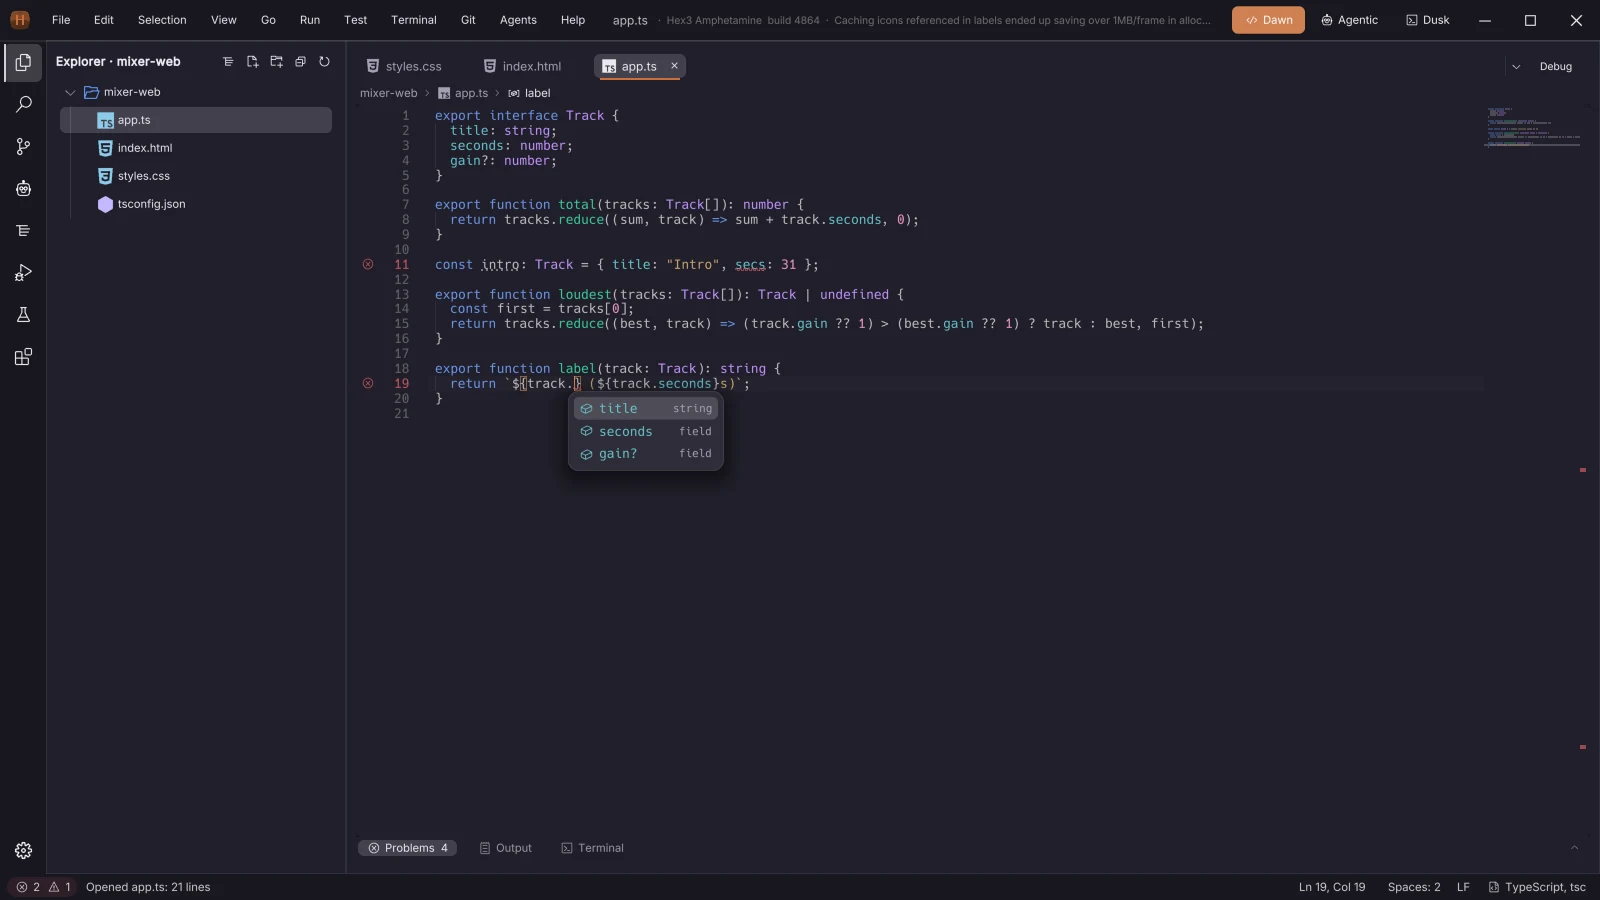 H File Edit Selection View Go Run Test Terminal Git Agents Help app.ts · Hex3 Amphetamine build 4864 · Caching icons referenced in labels ended up saving over 1MB/frame in alloc... Dawn Agentic Dusk
Explorer · mixer-web
mixer-web
app.ts
index.html
styles.css
tsconfig.json
styles.css index.html app.ts Debug
mixer-web > app.ts > label
1 export interface Track {
2 title: string;
3 seconds: number;
4 gain?: number;
5 }
6
7 export function total(tracks: Track[]): number {
8 return tracks.reduce((sum, track) => sum + track.seconds, 0);
9 }
10
11 const intro: Track = { title: "Intro", secs: 31 };
12
13 export function loudest(tracks: Track[]): Track | undefined {
14 const first = tracks[0];
15 return tracks.reduce((best, track) => (track.gain ?? 1) > (best.gain ?? 1) ? track : best, first);
16 }
17
18 export function label(track: Track): string {
19 return `${track.} (${track.seconds}s)`;
20 }
21
title string
seconds field
gain? field
Problems 4 Output Terminal
2 1 Opened app.ts: 21 lines Ln 19, Col 19 Spaces: 2 LF TypeScript, tsc